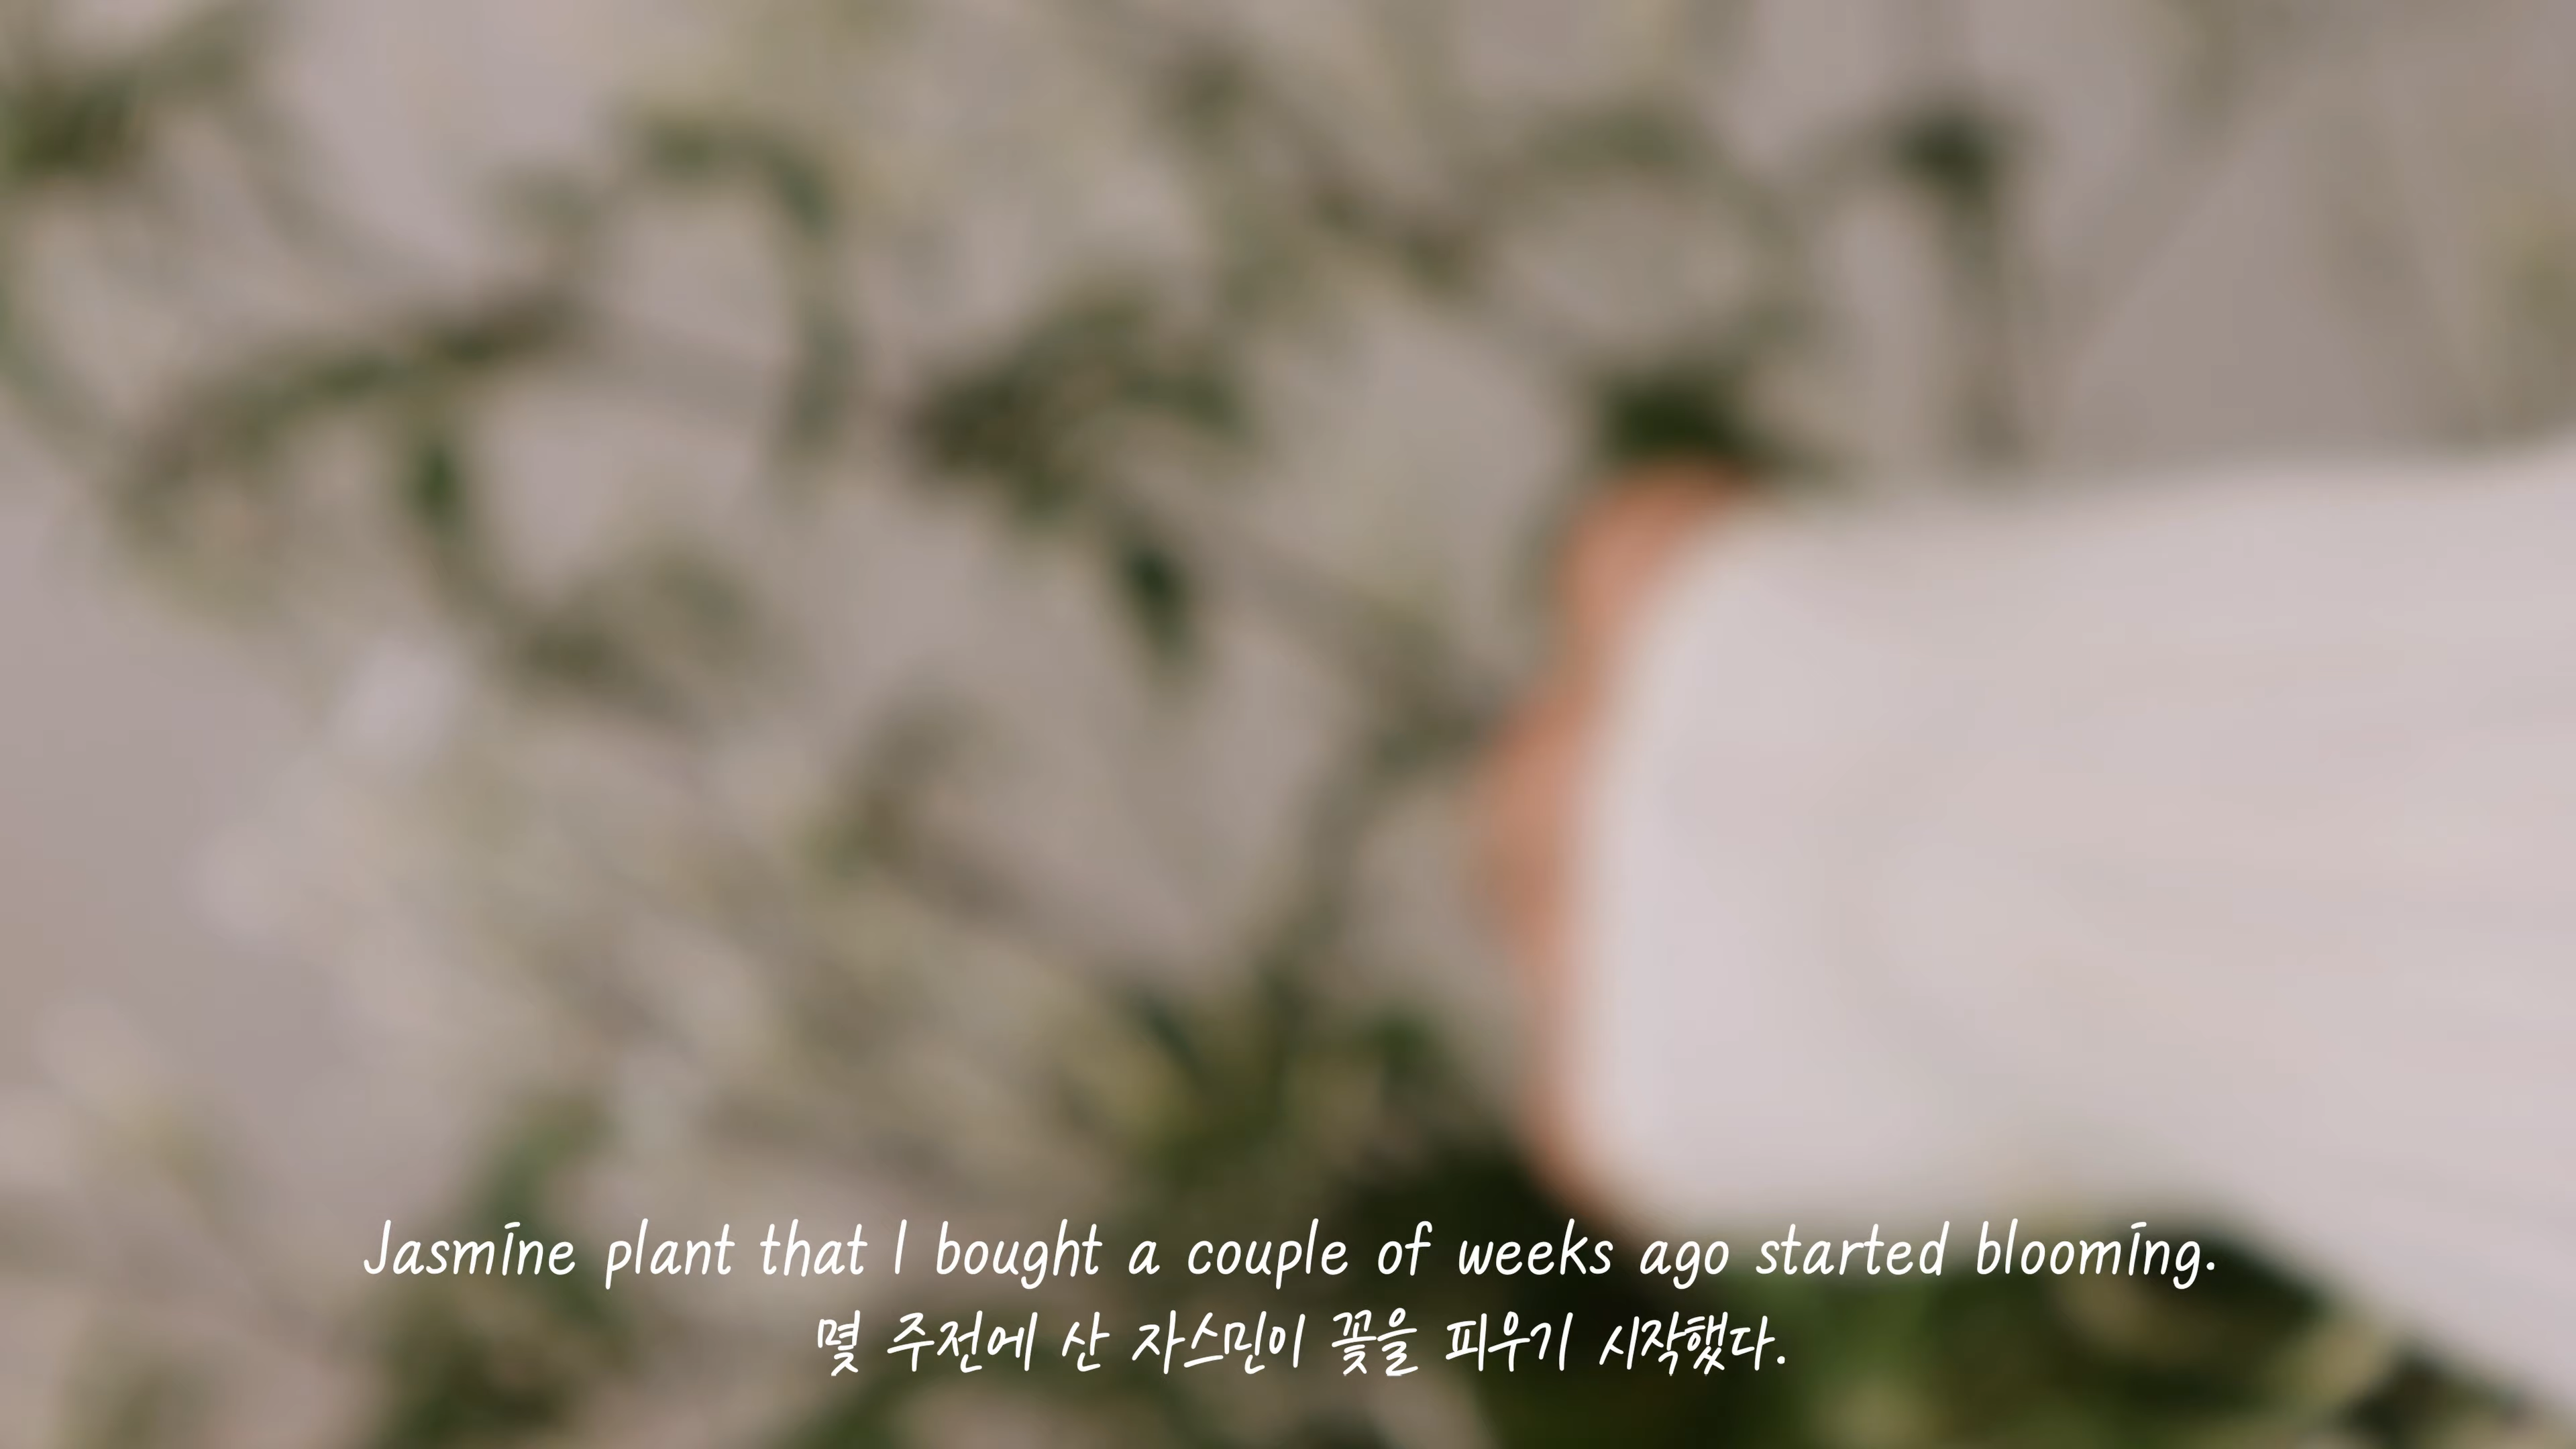 Jasmine plant that I bought a couple of weeks ago started blooming.
몇 주전에 산 자스민이 꽃을 피우기 시작했다.